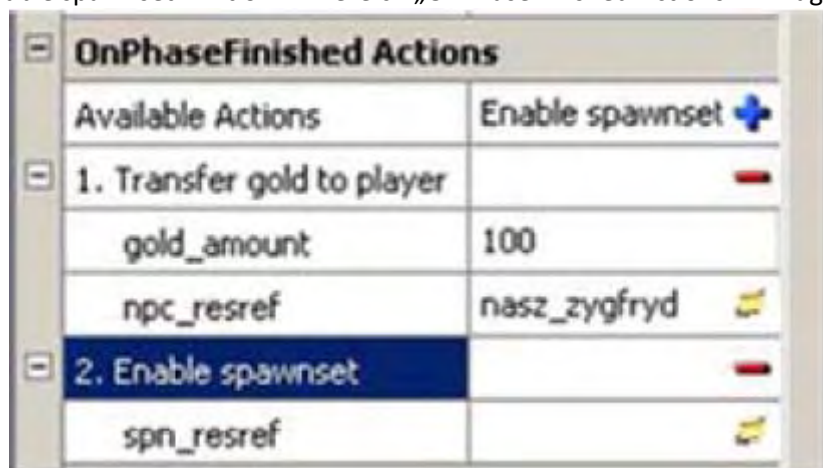 OnPhaseFinished Actions
Available Actions Enable spawnset
1. Transfer gold to player
gold_amount 100
npc_resref nasz_zygfryd
2. Enable spawnset
spn_resref